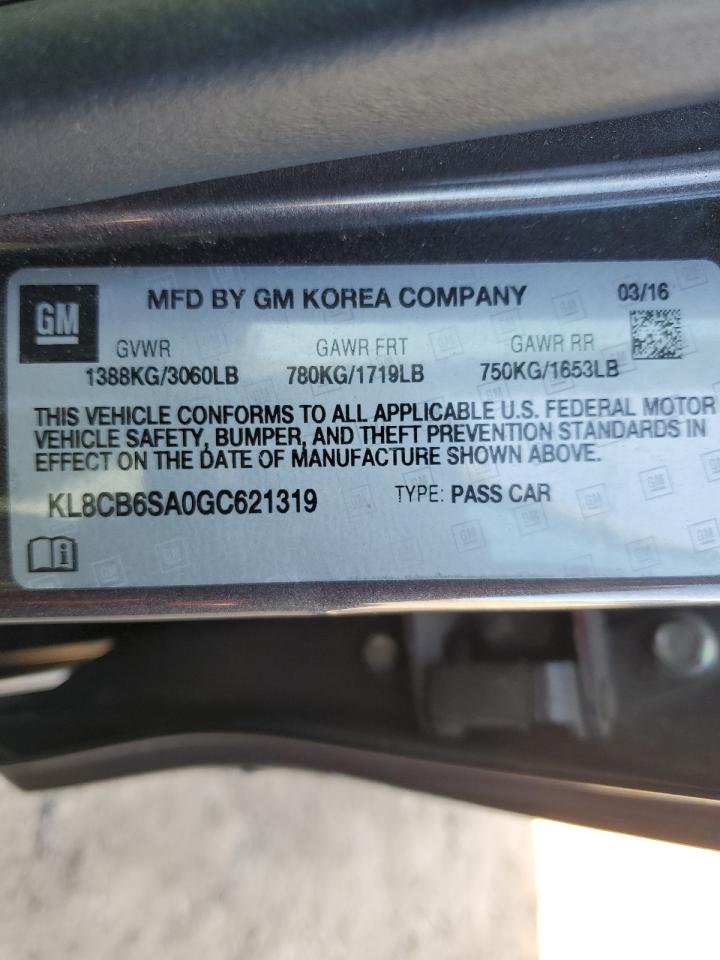 GM MFD BY GM KOREA COMPANY 03/16
GVWR GAWR FRT GAWR RR
1388KG/3060LB 780KG/1719LB 750KG/1653LB
THIS VEHICLE CONFORMS TO ALL APPLICABLE U.S. FEDERAL MOTOR
VEHICLE SAFETY, BUMPER, AND THEFT PREVENTION STANDARDS IN
EFFECT ON THE DATE OF MANUFACTURE SHOWN ABOVE.
KL8CB6SA0GC621319 TYPE: PASS CAR